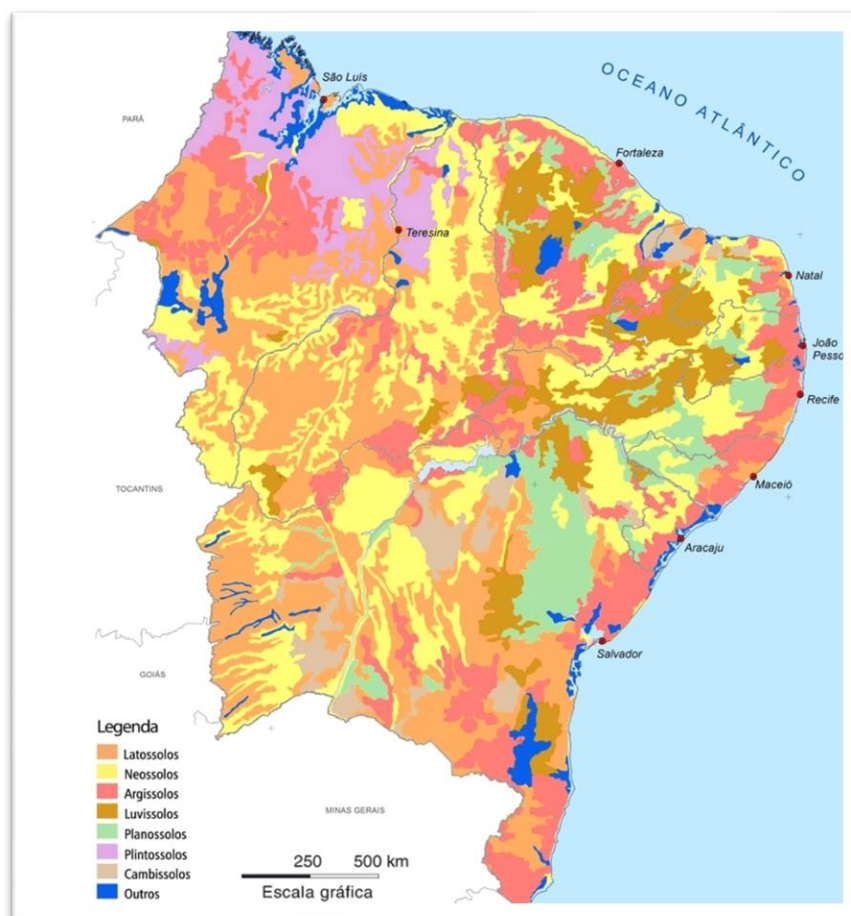 OCEANO ATLÂNTICO
São Luís
PARÁ
Fortaleza
Teresina
Natal
João
Pesso
Recife
TOCANTINS
Maceió
Aracaju
Salvador
GOIÁS
Legenda
Latossolos
Neossolos
Argissolos
Luvissolos
Planossolos
Plintossolos
Cambissolos
Outros
MINAS GERAIS
250 500 km
Escala gráfica